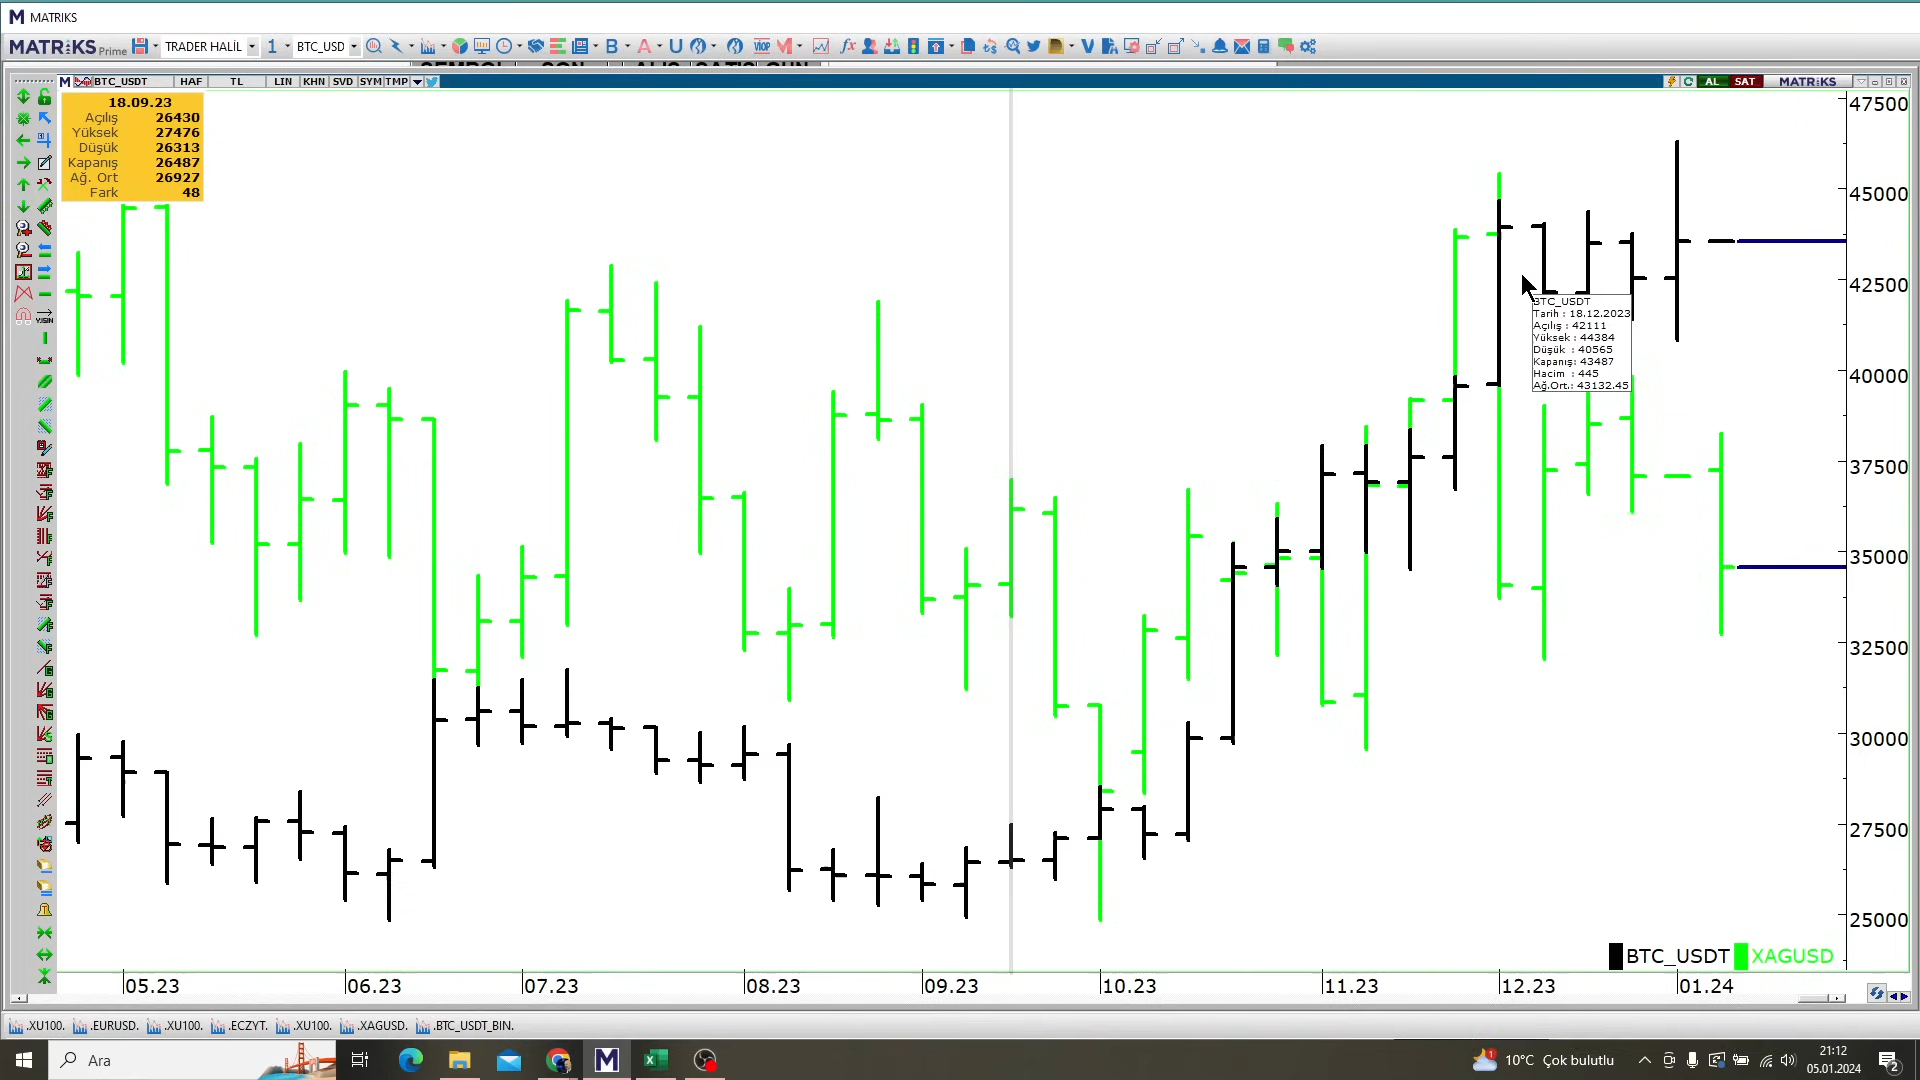 MATRIKS
MATRIKS Prime TRADER HALİL 1 BTC_USD B A U VIOP M fx V
BTC_USDT HAF TL LIN KHN SVD SYM TMP AL SAT MATRIKS
18.09.23
Açılış 26430
Yüksek 27476
Düşük 26313
Kapanış 26487
Ağ. Ort 26927
Fark 48
47500
45000
42500
40000
37500
35000
32500
30000
27500
25000
BTC_USDT
Tarih : 18.12.2023
Açılış : 42111
Yüksek : 44384
Düşük : 40565
Kapanış: 43487
Hacim : 445
Ağ.Ort.: 43132.45
BTC_USDT XAGUSD
05.23 06.23 07.23 08.23 09.23 10.23 11.23 12.23 01.24
.XU100. .EURUSD. .XU100. .ECZYT. .XU100. .XAGUSD. .BTC_USDT_BIN.
Ara
10°C Çok bulutlu
21:12
05.01.2024
2